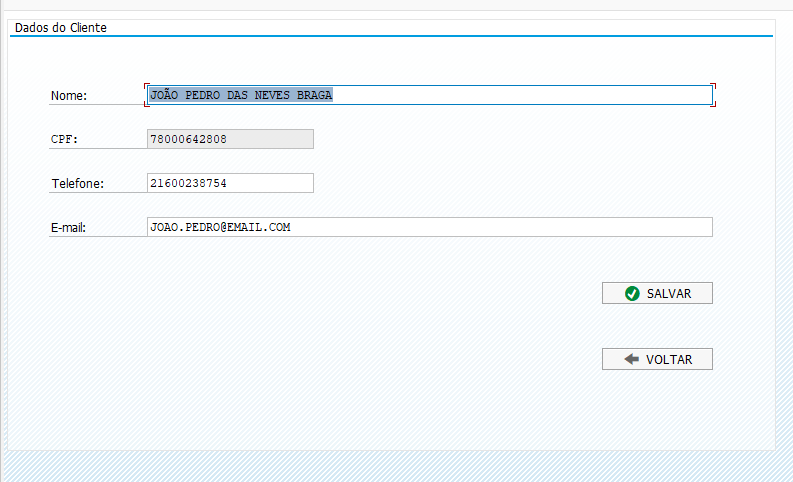 Dados do Cliente
Nome: JOÃO PEDRO DAS NEVES BRAGA
CPF: 78000642808
Telefone: 21600238754
E-mail: JOAO.PEDRO@EMAIL.COM
SALVAR
VOLTAR